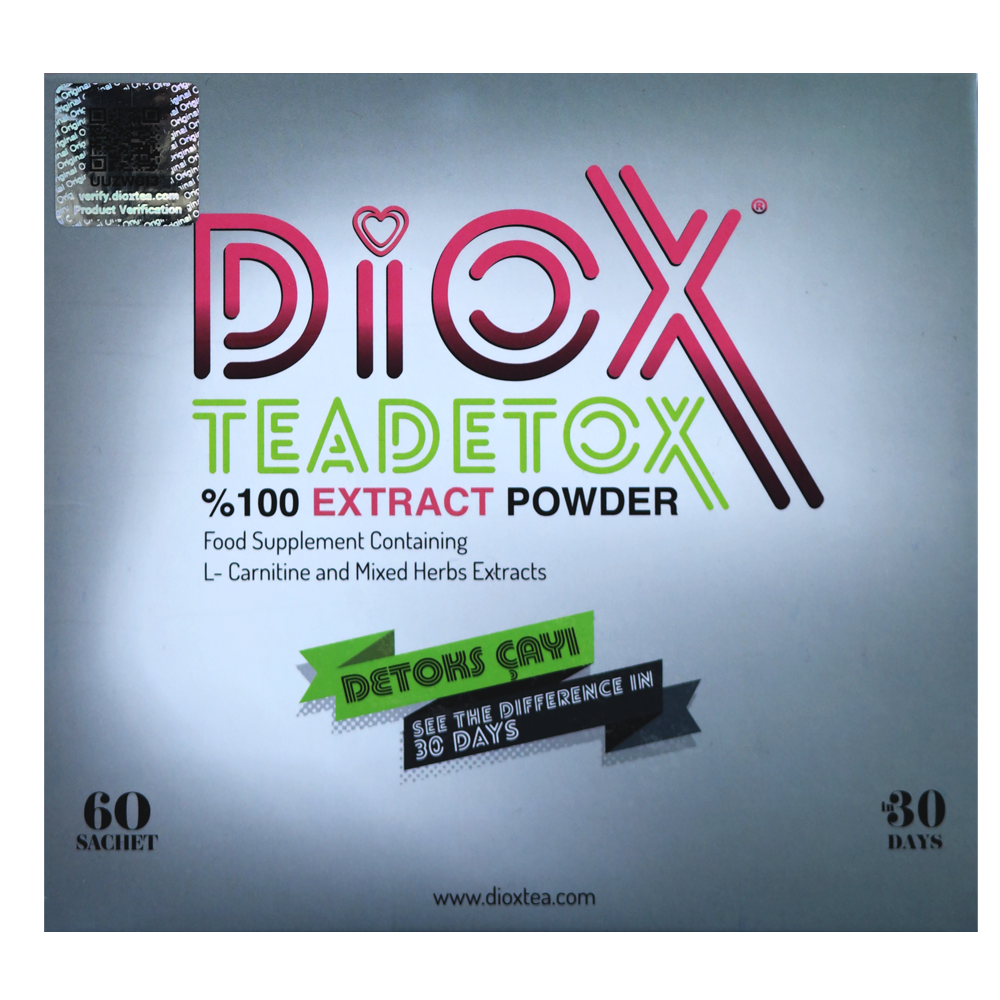 verify.dioxtea.com
Product Verification
DiOX®
TEADETOX
%100 EXTRACT POWDER
Food Supplement Containing
L- Carnitine and Mixed Herbs Extracts
DETOKS ÇAYI
SEE THE DIFFERENCE IN
30 DAYS
60
SACHET
in 30
DAYS
www.dioxtea.com